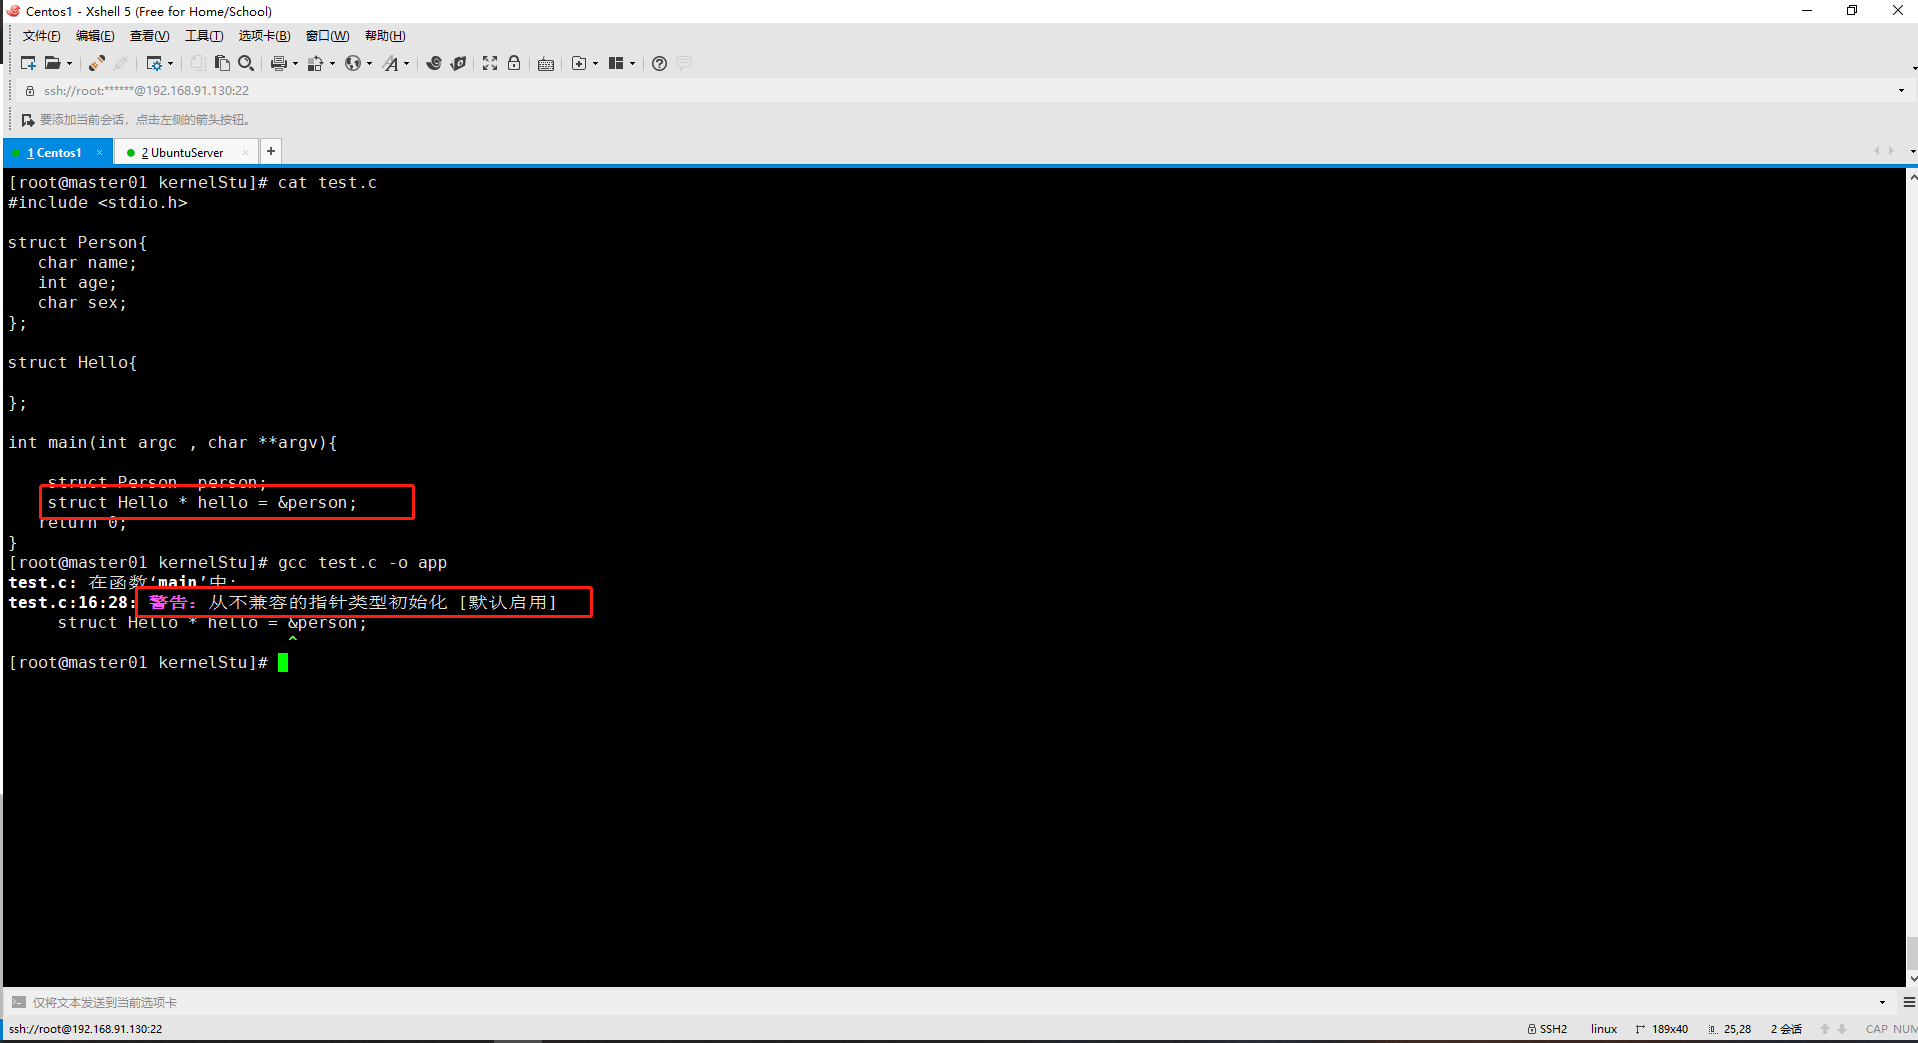 Centos1 - Xshell 5 (Free for Home/School)
文件(F) 编辑(E) 查看(V) 工具(T) 选项卡(B) 窗口(W) 帮助(H)
ssh://root:******@192.168.91.130:22
要添加当前会话，点击左侧的箭头按钮。
1 Centos1 × 2 UbuntuServer × +
[root@master01 kernelStu]# cat test.c
#include <stdio.h>
struct Person{
char name;
int age;
char sex;
};
struct Hello{
};
int main(int argc , char **argv){
struct Person person;
struct Hello * hello = &person;
return 0;
}
[root@master01 kernelStu]# gcc test.c -o app
test.c: 在函数‘main’中:
test.c:16:28: 警告：从不兼容的指针类型初始化 [默认启用]
struct Hello * hello = &person;
^
[root@master01 kernelStu]#
仅将文本发送到当前选项卡
ssh://root@192.168.91.130:22 SSH2 linux 189x40 25,28 2 会话 CAP NUM